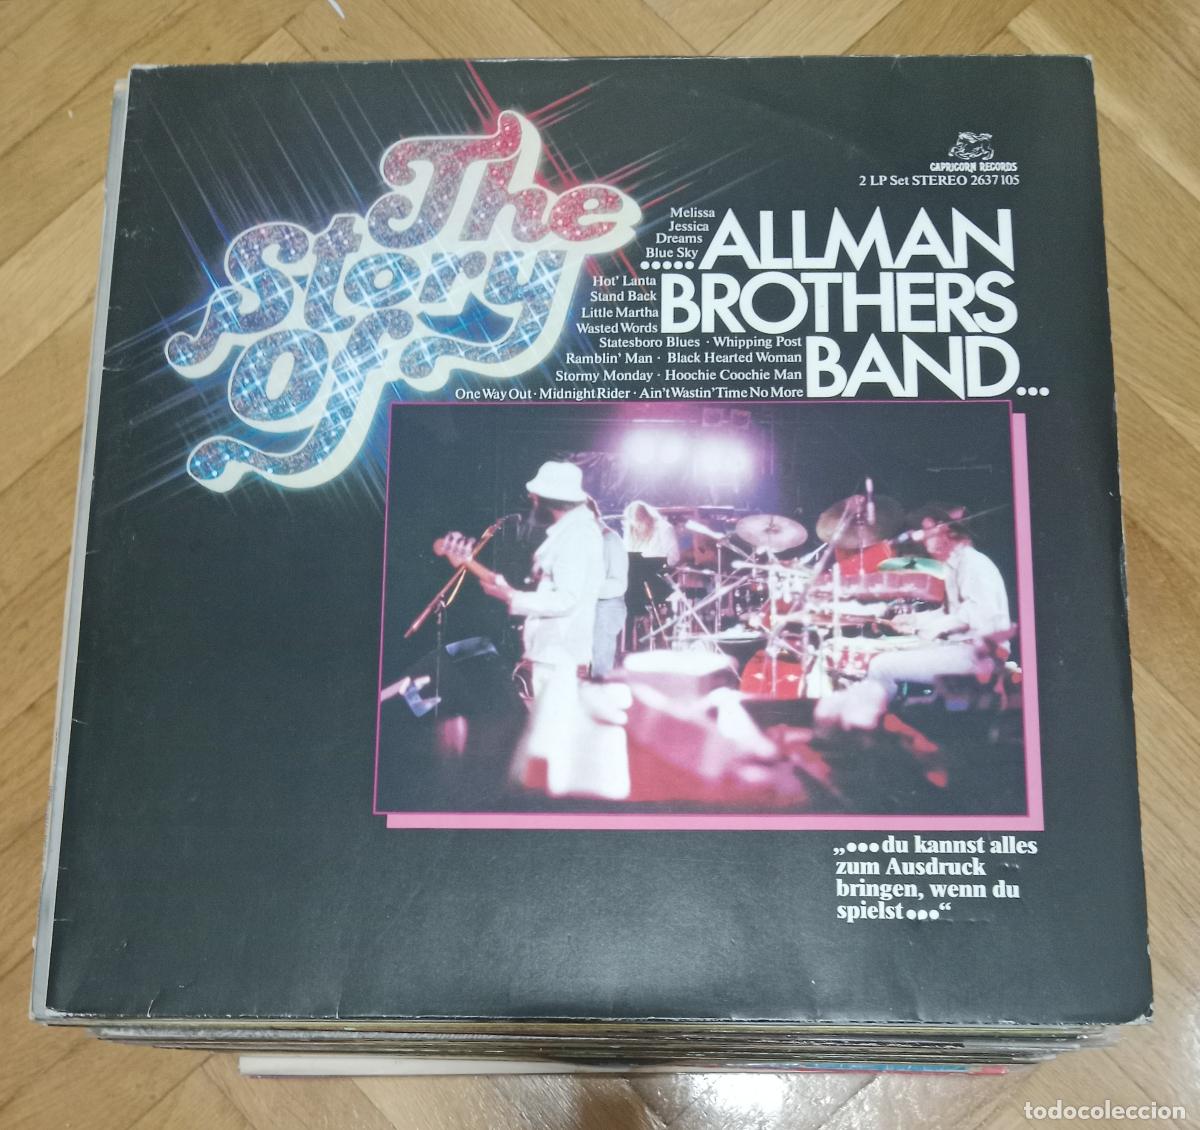 The
Story
Of
CAPRICORN RECORDS
2 LP Set STEREO 2637105
Melissa
Jessica
Dreams
Blue Sky
.....ALLMAN
Hot' Lanta
Stand Back
Little Martha
Wasted Words
BROTHERS
Statesboro Blues · Whipping Post
Ramblin' Man · Black Hearted Woman
Stormy Monday · Hoochie Coochie Man
One Way Out · Midnight Rider · Ain't Wastin' Time No More
BAND...
„...du kannst alles
zum Ausdruck
bringen, wenn du
spielst...“
todocoleccion